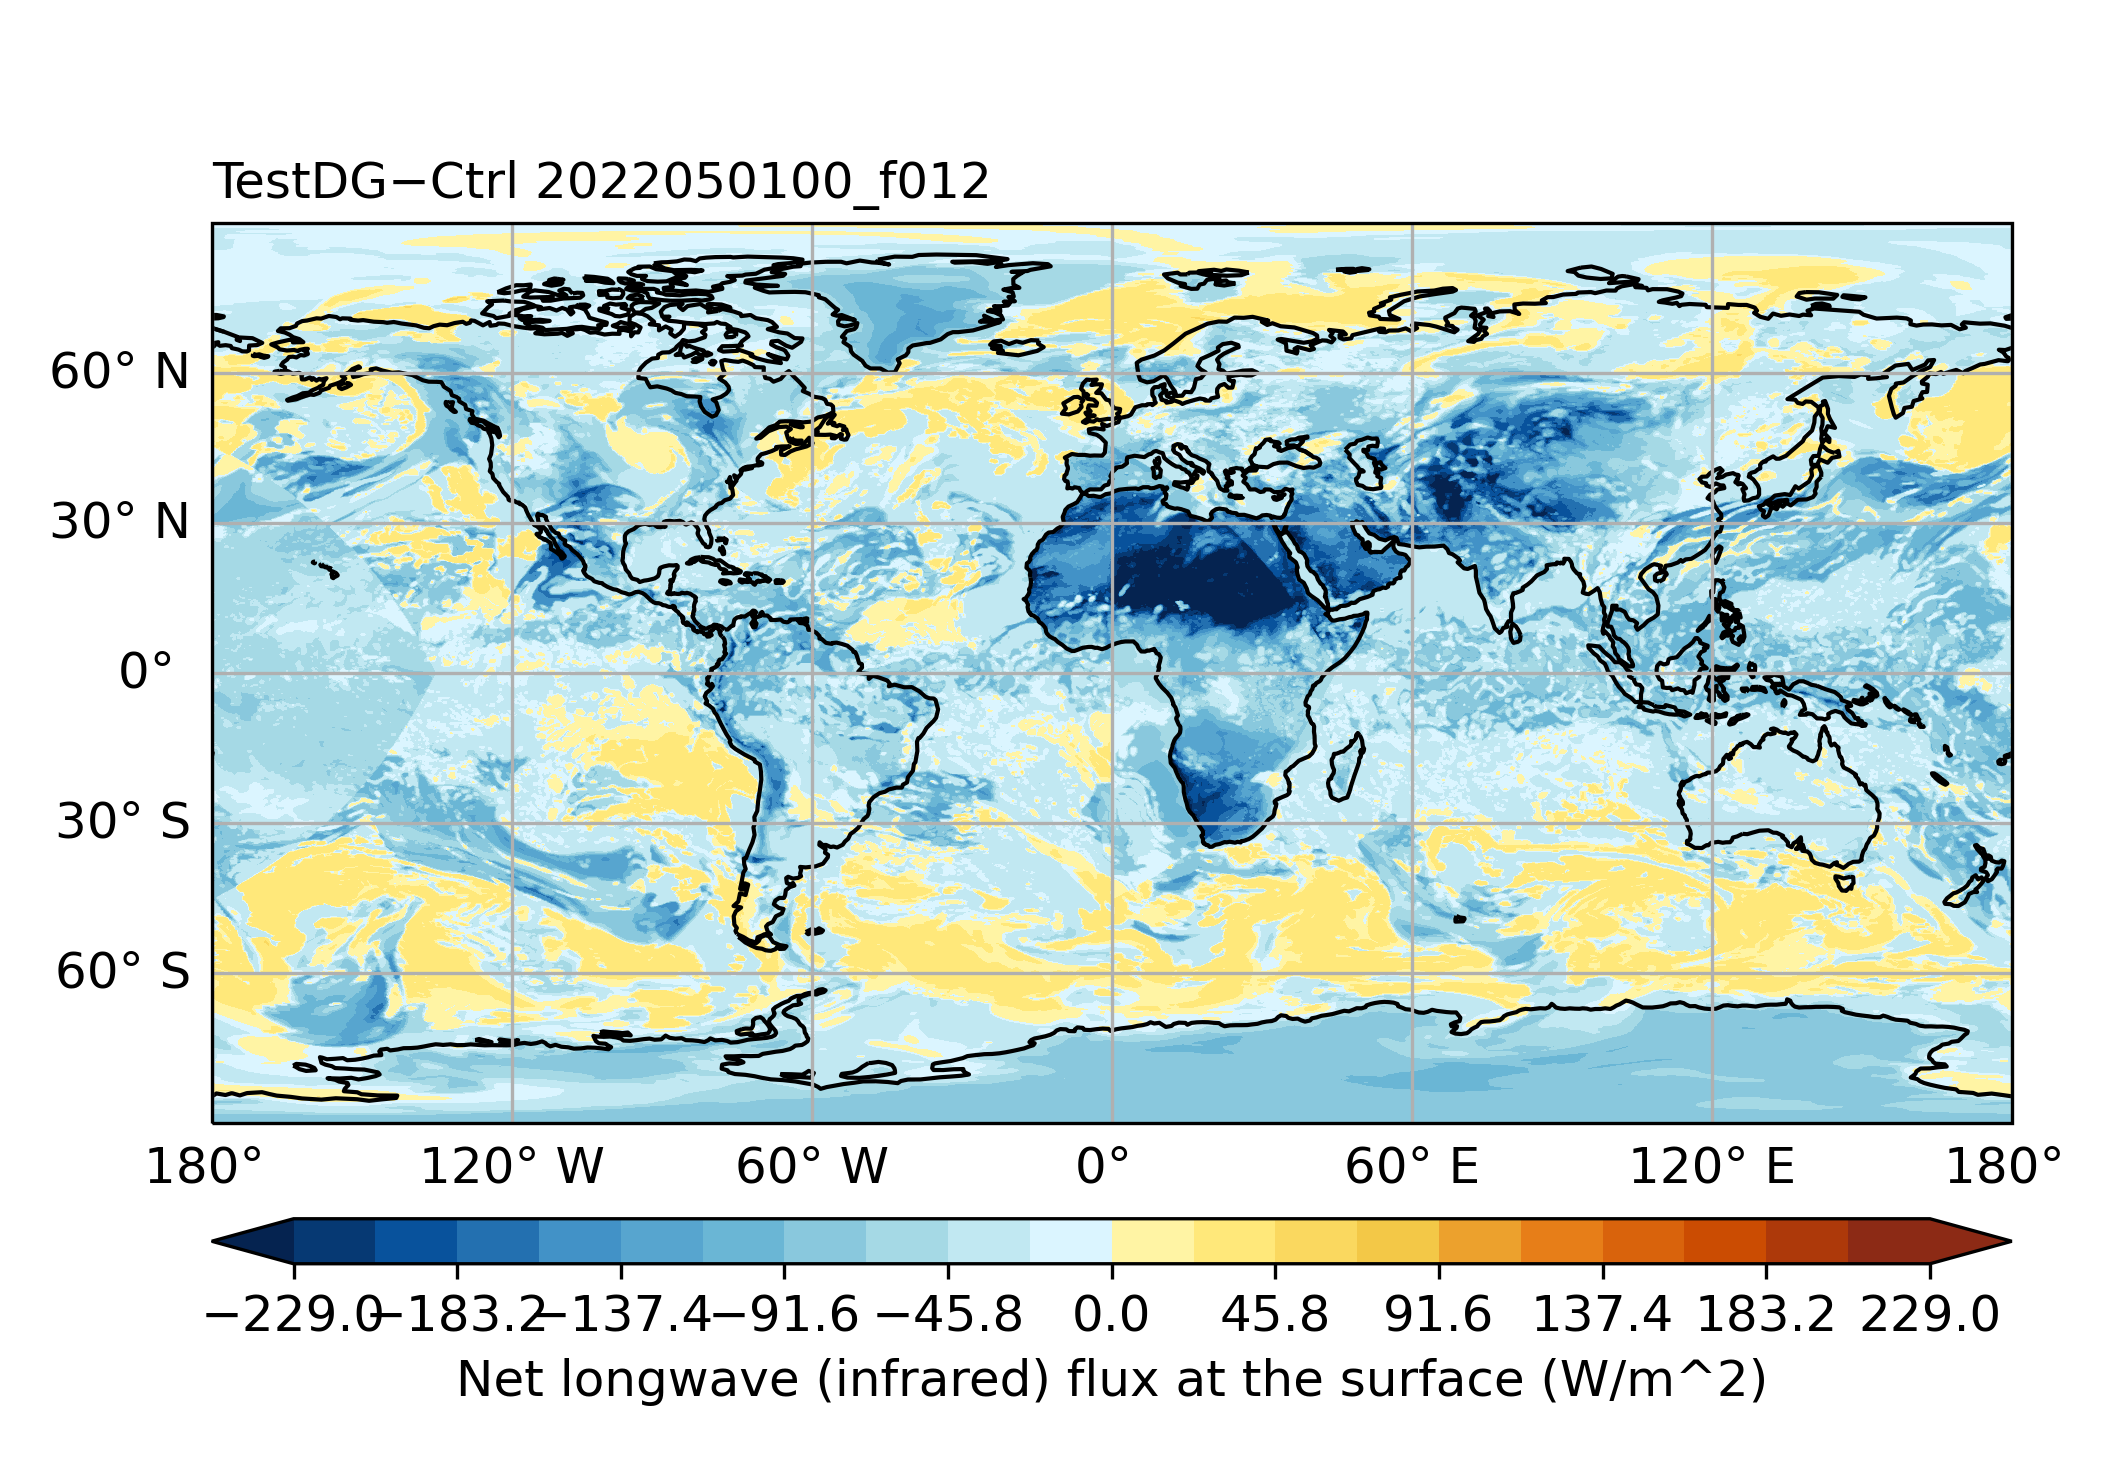 TestDG−Ctrl 2022050100_f012
60° N
30° N
0°
30° S
60° S
180° 120° W 60° W 0° 60° E 120° E 180°
−229.0 −183.2 −137.4 −91.6 −45.8 0.0 45.8 91.6 137.4 183.2 229.0
Net longwave (infrared) flux at the surface (W/m^2)